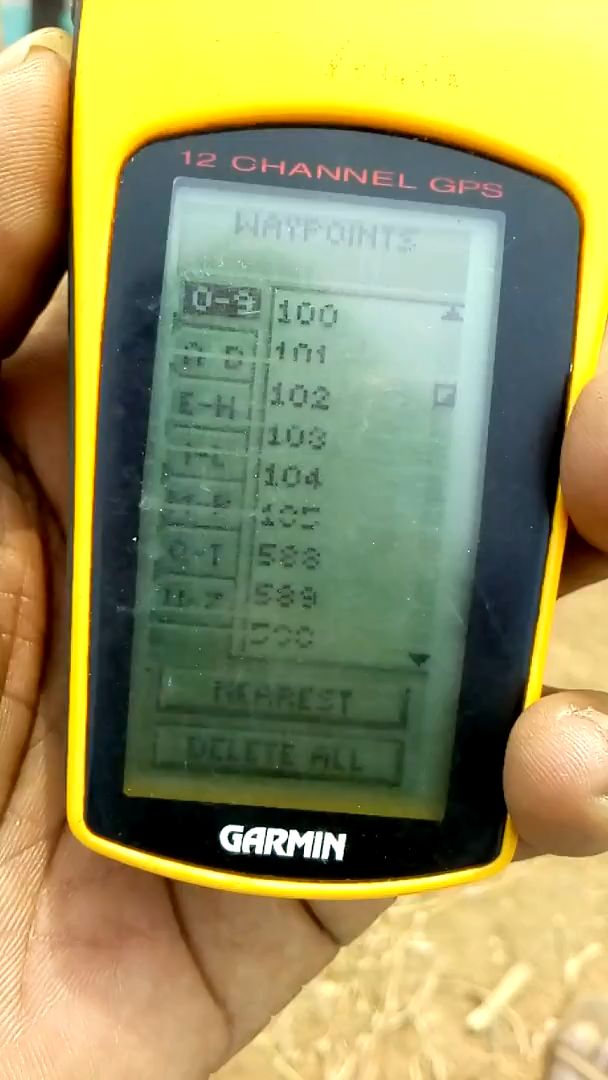 12 CHANNEL GPS
WAYPOINTS
0-9
100
A-D
101
E-H
102
103
I-L
104
M-P
105
Q-T
588
U-Z
589
590
NEAREST
DELETE ALL
GARMIN